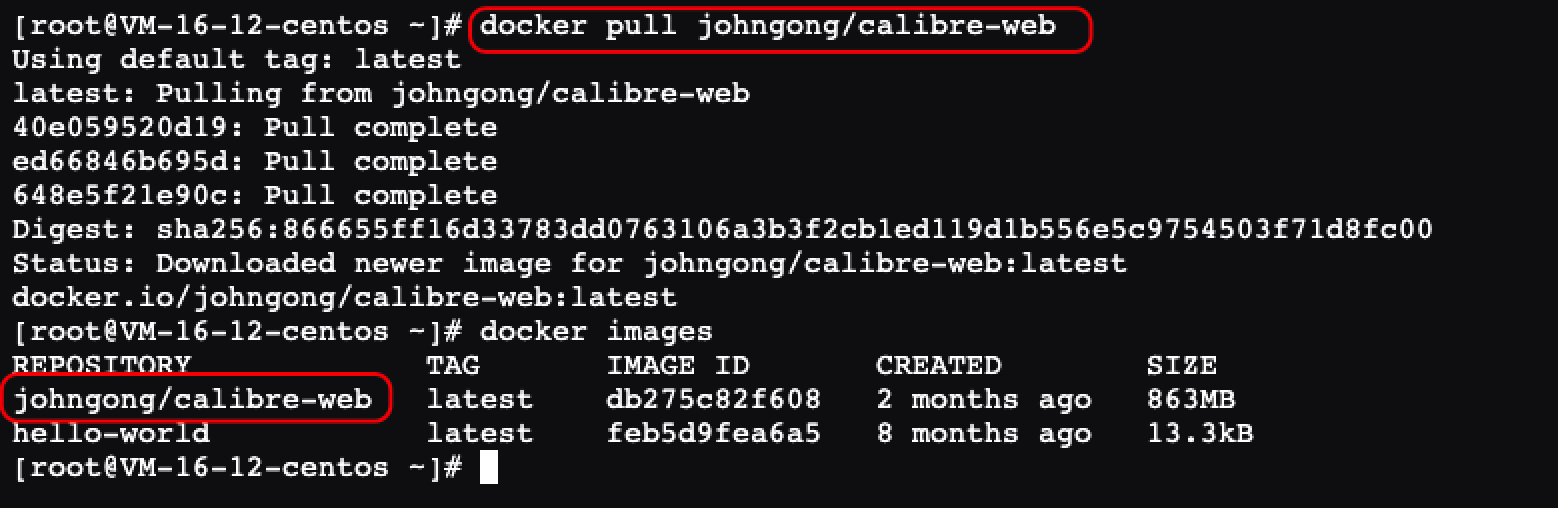 [root@VM-16-12-centos ~]# docker pull johngong/calibre-web
Using default tag: latest
latest: Pulling from johngong/calibre-web
40e059520d19: Pull complete
ed66846b695d: Pull complete
648e5f21e90c: Pull complete
Digest: sha256:866655ff16d33783dd0763106a3b3f2cb1ed119d1b556e5c9754503f71d8fc00
Status: Downloaded newer image for johngong/calibre-web:latest
docker.io/johngong/calibre-web:latest
[root@VM-16-12-centos ~]# docker images
REPOSITORY TAG IMAGE ID CREATED SIZE
johngong/calibre-web latest db275c82f608 2 months ago 863MB
hello-world latest feb5d9fea6a5 8 months ago 13.3kB
[root@VM-16-12-centos ~]#